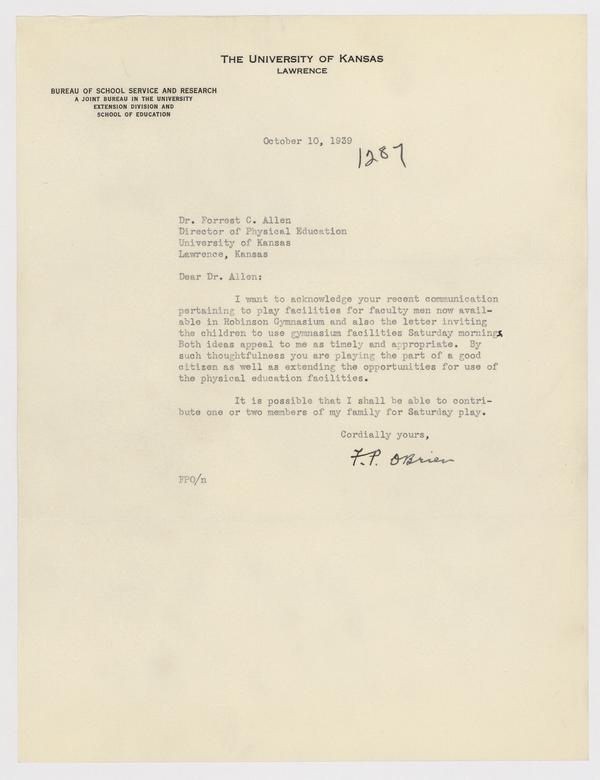 THE UNIVERSITY OF KANSAS
LAWRENCE
BUREAU OF SCHOOL SERVICE AND RESEARCH
A JOINT BUREAU IN THE UNIVERSITY
EXTENSION DIVISION AND
SCHOOL OF EDUCATION
October 10, 1939
1287
Dr. Forrest C. Allen
Director of Physical Education
University of Kansas
Lawrence, Kansas
Dear Dr. Allen:
I want to acknowledge your recent communication
pertaining to play facilities for faculty men now avail-
able in Robinson Gymnasium and also the letter inviting
the children to use gymnasium facilities Saturday mornings.
Both ideas appeal to me as timely and appropriate. By
such thoughtfulness you are playing the part of a good
citizen as well as extending the opportunities for use of
the physical education facilities.
It is possible that I shall be able to contri-
bute one or two members of my family for Saturday play.
Cordially yours,
F.P. OBrien
FPO/n